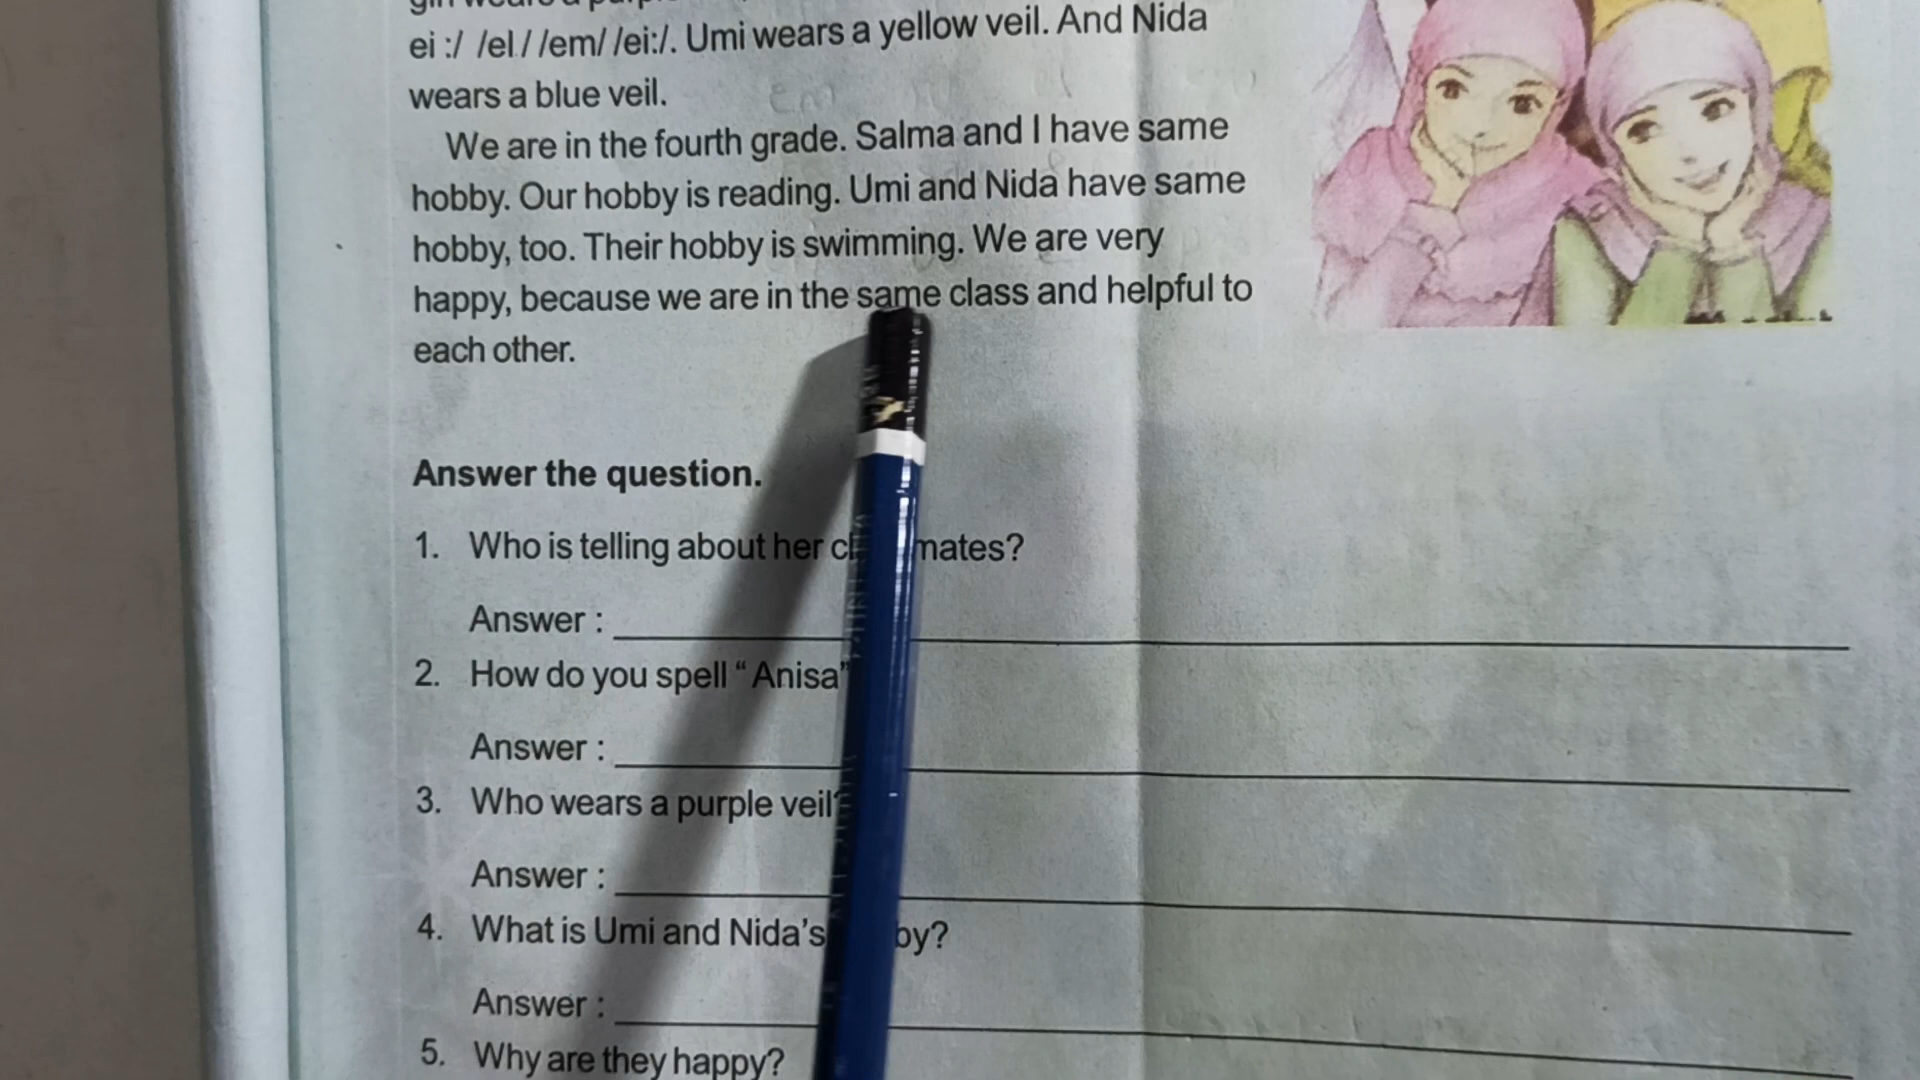 ei :/ /el / /em/ /ei:/. Umi wears a yellow veil. And Nida
wears a blue veil.
We are in the fourth grade. Salma and I have same
hobby. Our hobby is reading. Umi and Nida have same
hobby, too. Their hobby is swimming. We are very
happy, because we are in the same class and helpful to
each other.
Answer the question.
1. Who is telling about her mates?
Answer :
2. How do you spell “ Anisa”
Answer :
3. Who wears a purple veil?
Answer :
4. What is Umi and Nida’s by?
Answer :
5. Why are they happy?